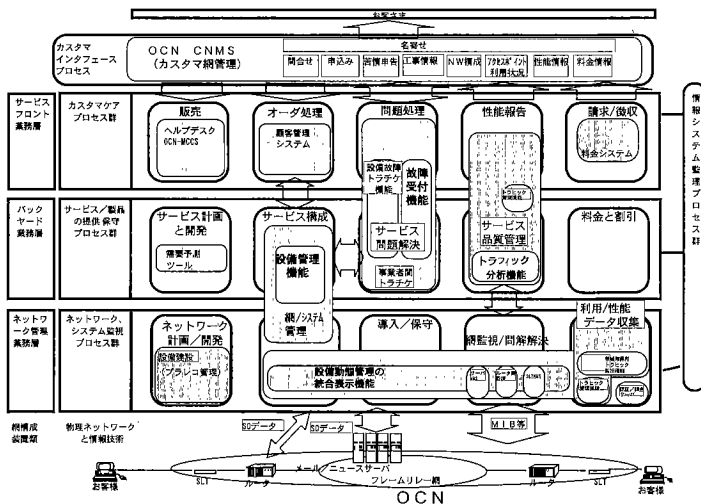 お客さま
カスタマ
インタフェース
プロセス
OCN CNMS
(カスタマ網管理)
名寄せ
問合せ
申込み
苦情申告
工事情報
NW構成
アクセスポイント
利用状況
性能情報
料金情報
サービス
フロント
業務層
カスタマケア
プロセス群
販売
ヘルプデスク
OCN-MCCS
オーダ処理
顧客管理
システム
問題処理
設備故障
トラチケ
機能
故障
受付
機能
性能報告
請求/徴収
料金システム
バック
ヤード
業務層
サービス/製品
の提供保守
プロセス群
サービス計画
と開発
需要予測
ツール
サービス構成
設備管理
機能
網/システム
管理
サービス
問題解決
事業者間
トラチケ
サービス
品質管理
トラフィック
分析機能
料金と割引
ネットワ
ーク管理
業務層
ネットワーク、
システム監視
プロセス群
ネットワーク
計画/開発
設備建設
(プラレコ管理)
導入/保守
網監視/問解解決
設備動態管理の
統合表示機能
利用/性能
データ収集
情報システム監理プロセス群
網構成
装置類
物理ネットワーク
と情報技術
SOデータ
SOデータ
MIB等
メール/ニュースサーバ
フレームリレー網
お客様
SLT
ルータ
ルータ
SLT
お客様
OCN